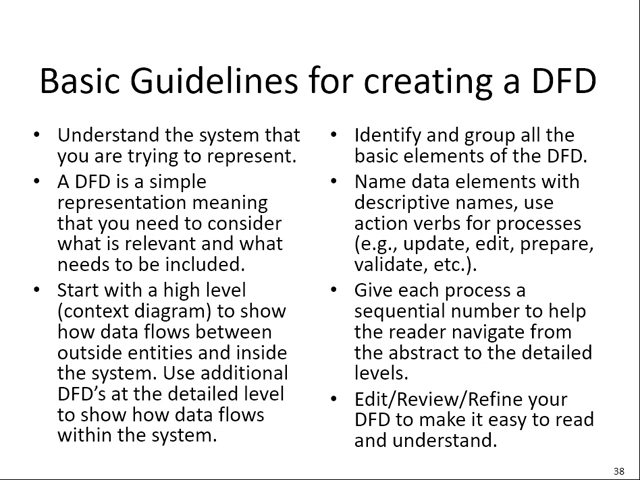 Basic Guidelines for creating a DFD
• Understand the system that
you are trying to represent.
• A DFD is a simple
representation meaning
that you need to consider
what is relevant and what
needs to be included.
• Start with a high level
(context diagram) to show
how data flows between
outside entities and inside
the system. Use additional
DFD’s at the detailed level
to show how data flows
within the system.
• Identify and group all the
basic elements of the DFD.
• Name data elements with
descriptive names, use
action verbs for processes
(e.g., update, edit, prepare,
validate, etc.).
• Give each process a
sequential number to help
the reader navigate from
the abstract to the detailed
levels.
• Edit/Review/Refine your
DFD to make it easy to read
and understand.
38